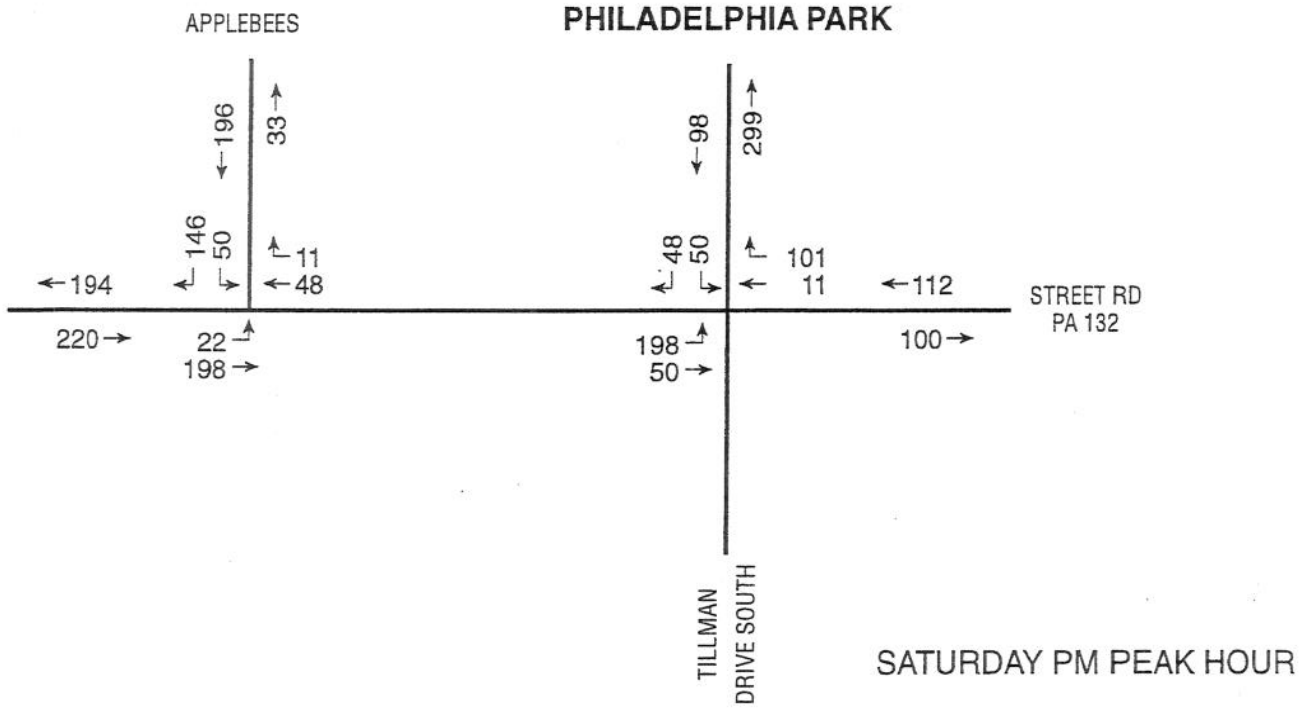 APPLEBEES
PHILADELPHIA PARK
196
33
98
299
146
50
11
48
50
101
194
48
11
112
STREET RD
PA 132
220
22
198
198
50
100
TILLMAN
DRIVE SOUTH
SATURDAY PM PEAK HOUR